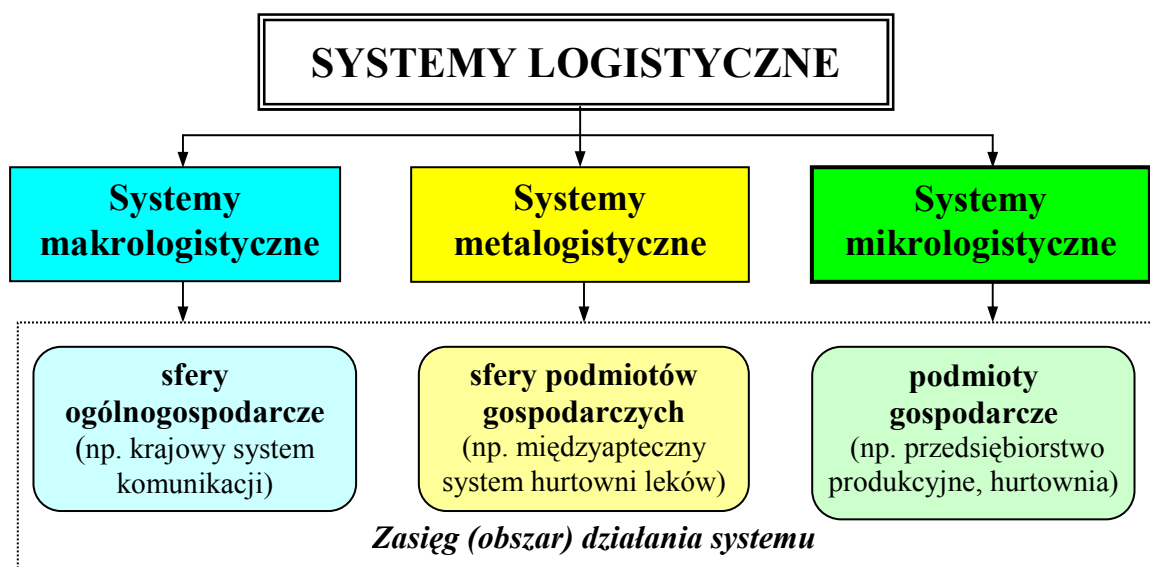 SYSTEMY LOGISTYCZNE
Systemy
makrologistyczne
Systemy
metalogistyczne
Systemy
mikrologistyczne
sfery
ogólnogospodarcze
(np. krajowy system
komunikacji)
sfery podmiotów
gospodarczych
(np. międzyapteczny
system hurtowni leków)
podmioty
gospodarcze
(np. przedsiębiorstwo
produkcyjne, hurtownia)
Zasięg (obszar) działania systemu